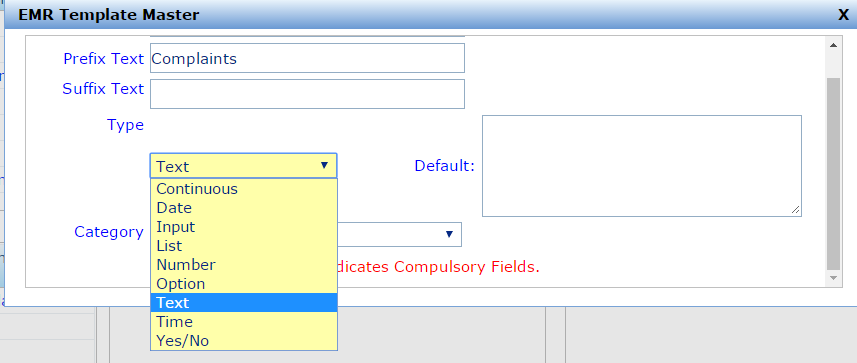 EMR Template Master X
Prefix Text Complaints
Suffix Text
Type
Text
Default:
Continuous
Date
Input
Category
List
Number
dicates Compulsory Fields.
Option
Text
Time
Yes/No